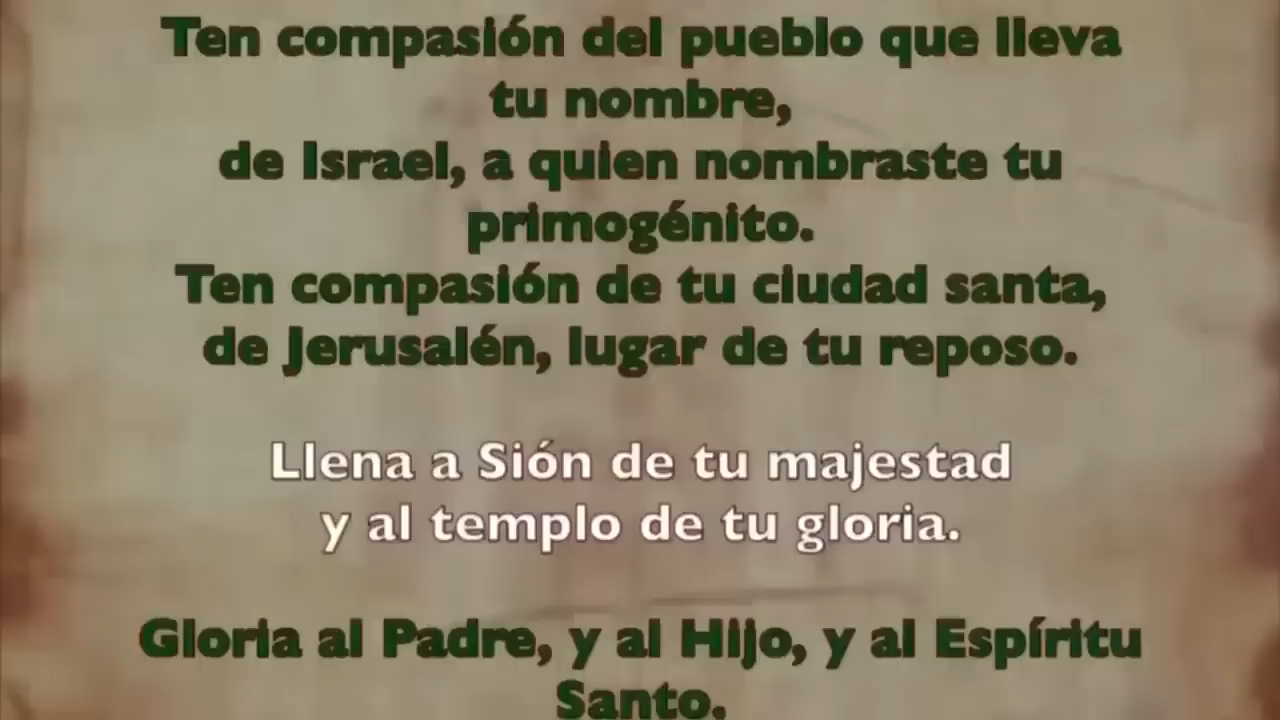 Ten compasión del pueblo que lleva
tu nombre,
de Israel, a quien nombraste tu
primogénito.
Ten compasión de tu ciudad santa,
de Jerusalén, lugar de tu reposo.
Llena a Sión de tu majestad
y al templo de tu gloria.
Gloria al Padre, y al Hijo, y al Espíritu
Santo.